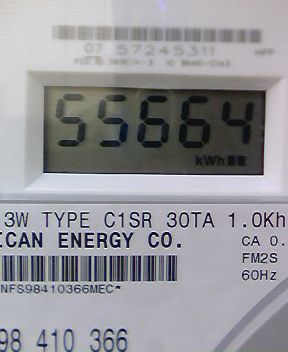 07 57245311
55664
kWh
3W TYPE C1SR 30TA 1.0Kh
ICAN ENERGY CO.
CA 0.
FM2S
60Hz
NFS98410366MEC*
98 410 366